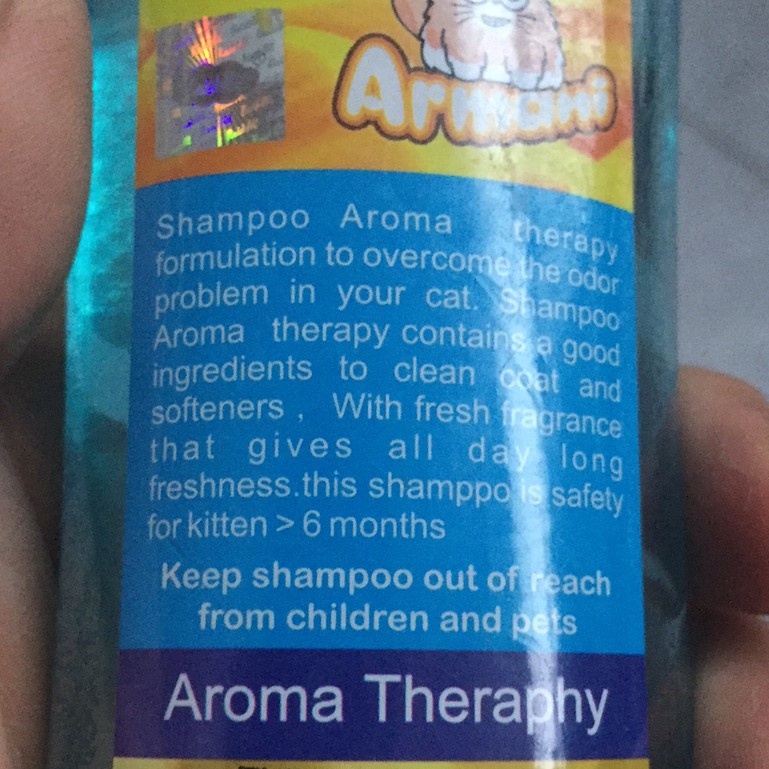 Armani
Shampoo Aroma therapy
formulation to overcome the odor
problem in your cat. Shampoo
Aroma therapy contains a good
ingredients to clean coat and
softeners , With fresh fragrance
that gives all day long
freshness.this shamppo is safety
for kitten > 6 months
Keep shampoo out of reach
from children and pets
Aroma Theraphy